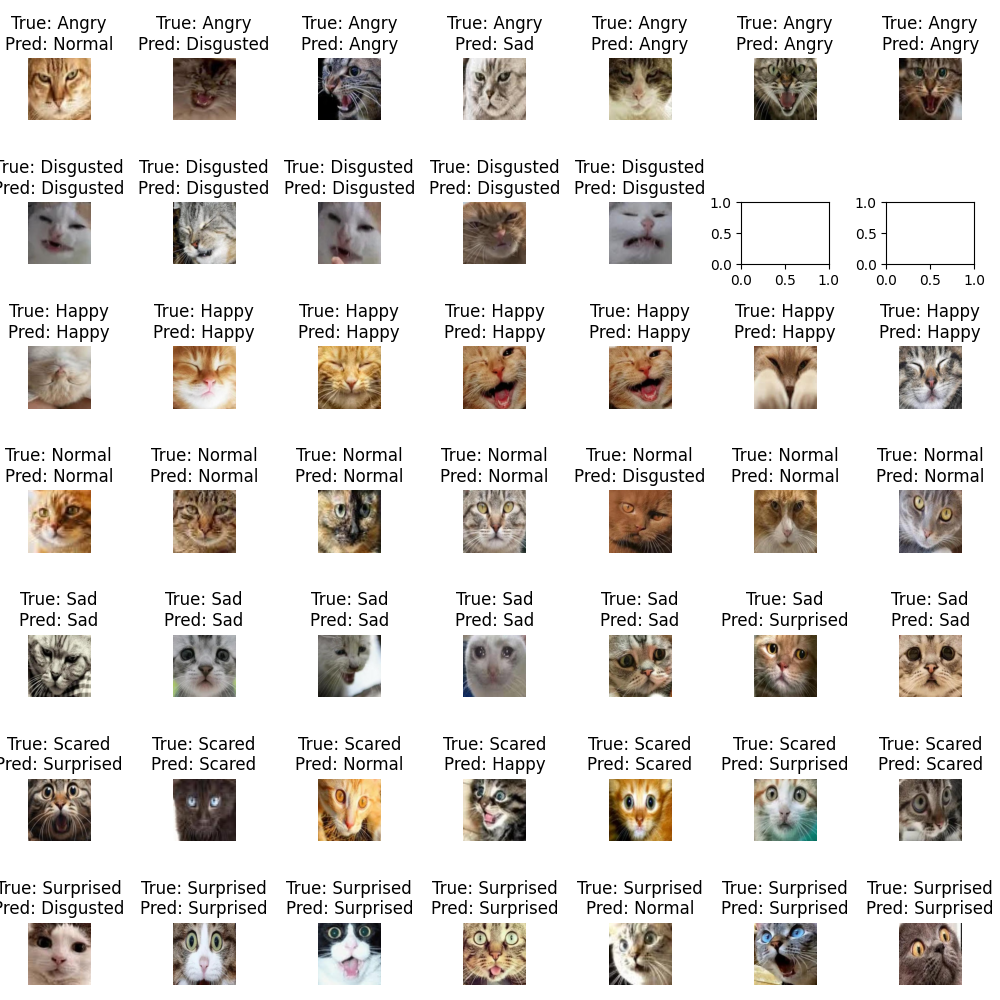 True: Angry True: Angry True: Angry True: Angry True: Angry True: Angry True: Angry
Pred: Normal Pred: Disgusted Pred: Angry Pred: Sad Pred: Angry Pred: Angry Pred: Angry
True: Disgusted True: Disgusted True: Disgusted True: Disgusted True: Disgusted
Pred: Disgusted Pred: Disgusted Pred: Disgusted Pred: Disgusted Pred: Disgusted
1.0 1.0
0.5 0.5
0.0 0.0
0.0 0.5 1.0 0.0 0.5 1.0
True: Happy True: Happy True: Happy True: Happy True: Happy True: Happy True: Happy
Pred: Happy Pred: Happy Pred: Happy Pred: Happy Pred: Happy Pred: Happy Pred: Happy
True: Normal True: Normal True: Normal True: Normal True: Normal True: Normal True: Normal
Pred: Normal Pred: Normal Pred: Normal Pred: Normal Pred: Disgusted Pred: Normal Pred: Normal
True: Sad True: Sad True: Sad True: Sad True: Sad True: Sad True: Sad
Pred: Sad Pred: Sad Pred: Sad Pred: Sad Pred: Sad Pred: Surprised Pred: Sad
True: Scared True: Scared True: Scared True: Scared True: Scared True: Scared True: Scared
Pred: Surprised Pred: Scared Pred: Normal Pred: Happy Pred: Scared Pred: Surprised Pred: Scared
True: Surprised True: Surprised True: Surprised True: Surprised True: Surprised True: Surprised True: Surprised
Pred: Disgusted Pred: Surprised Pred: Surprised Pred: Surprised Pred: Normal Pred: Surprised Pred: Surprised